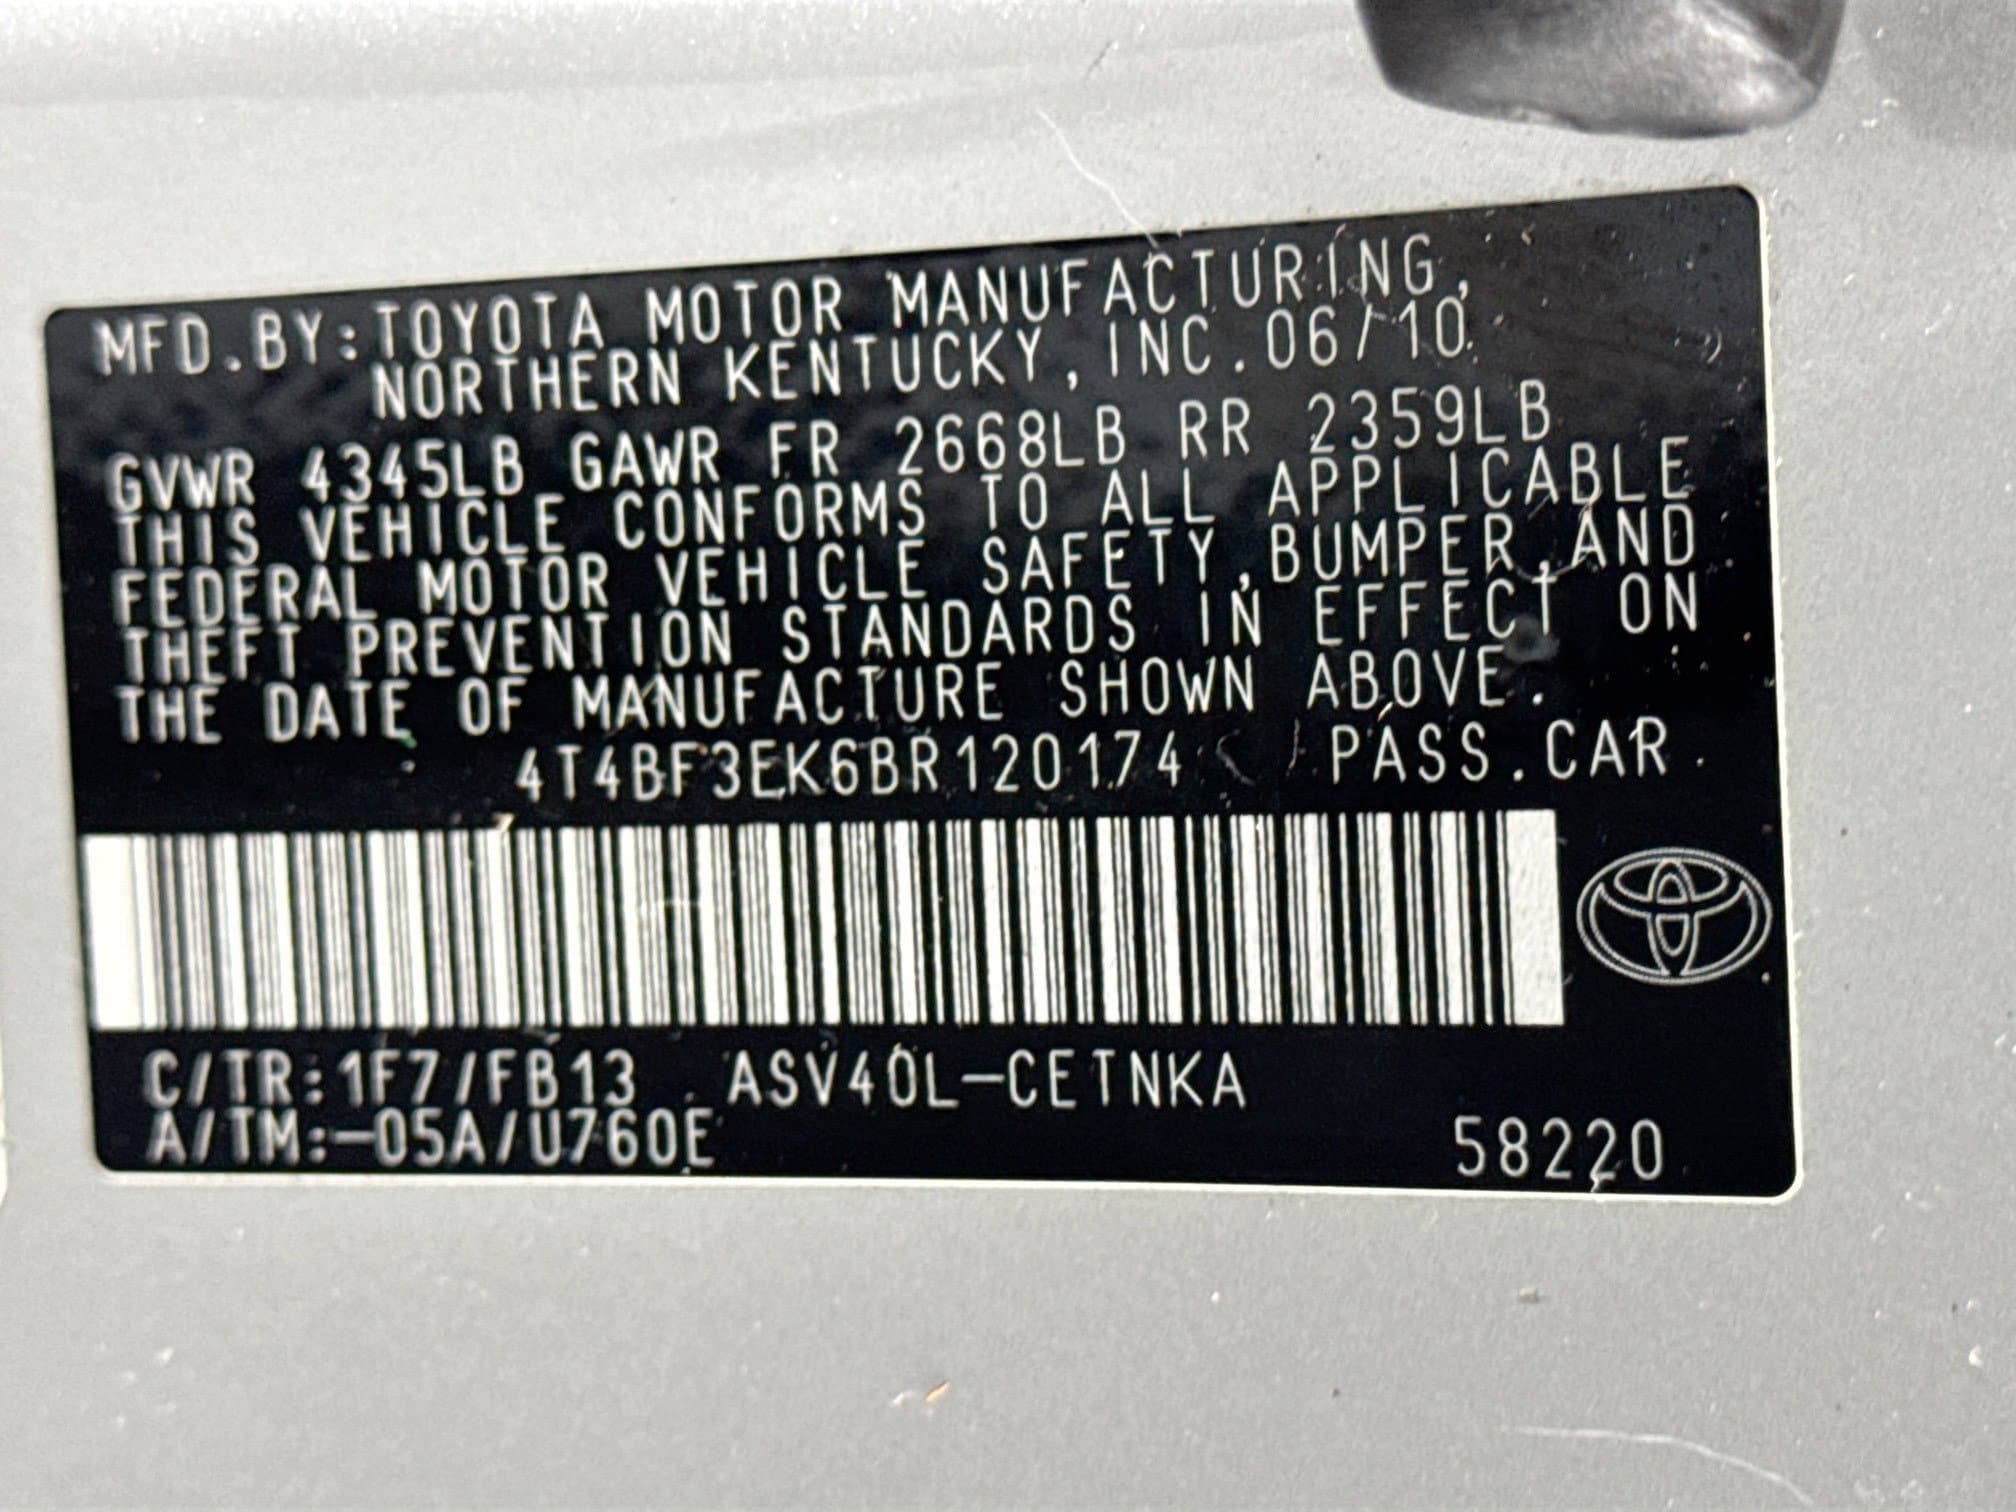 MFD.BY:TOYOTA MOTOR MANUFACTURING,
NORTHERN KENTUCKY, INC. 06/10
GVWR 4345LB GAWR FR 2668LB RR 2359LB
THIS VEHICLE CONFORMS TO ALL APPLICABLE
FEDERAL MOTOR VEHICLE SAFETY,BUMPER,AND
THEFT PREVENTION STANDARDS IN EFFECT ON
THE DATE OF MANUFACTURE SHOWN ABOVE.
4T4BF3EK6BR120174 PASS.CAR
C/TR:1F7/FB13 ASV40L-CETNKA
A/TM:-05A/U760E
58220